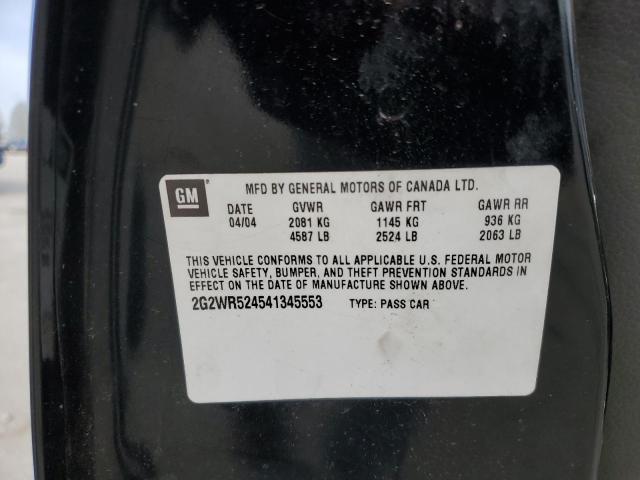 GM
MFD BY GENERAL MOTORS OF CANADA LTD.
DATE GVWR GAWR FRT GAWR RR
04/04 2081 KG 1145 KG 936 KG
4587 LB 2524 LB 2063 LB
THIS VEHICLE CONFORMS TO ALL APPLICABLE U.S. FEDERAL MOTOR
VEHICLE SAFETY, BUMPER, AND THEFT PREVENTION STANDARDS IN
EFFECT ON THE DATE OF MANUFACTURE SHOWN ABOVE.
2G2WR524541345553 TYPE: PASS CAR